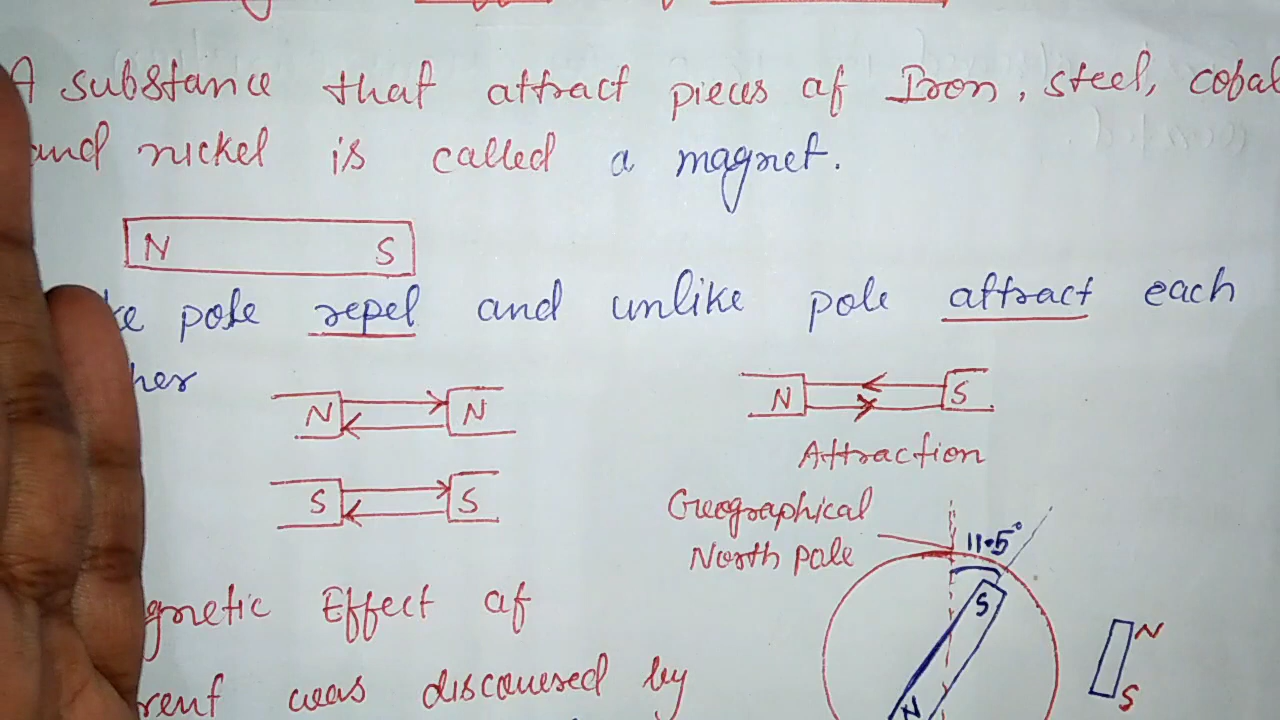 A substance that attract pieces of Iron, steel, cobal
and nickel is called a magnet.
N S
pole repel and unlike pole attract each
N N
N S
Attraction
S S
Geographical
North pole
11.5°
S
N
N
S
Effect of
was discovered by